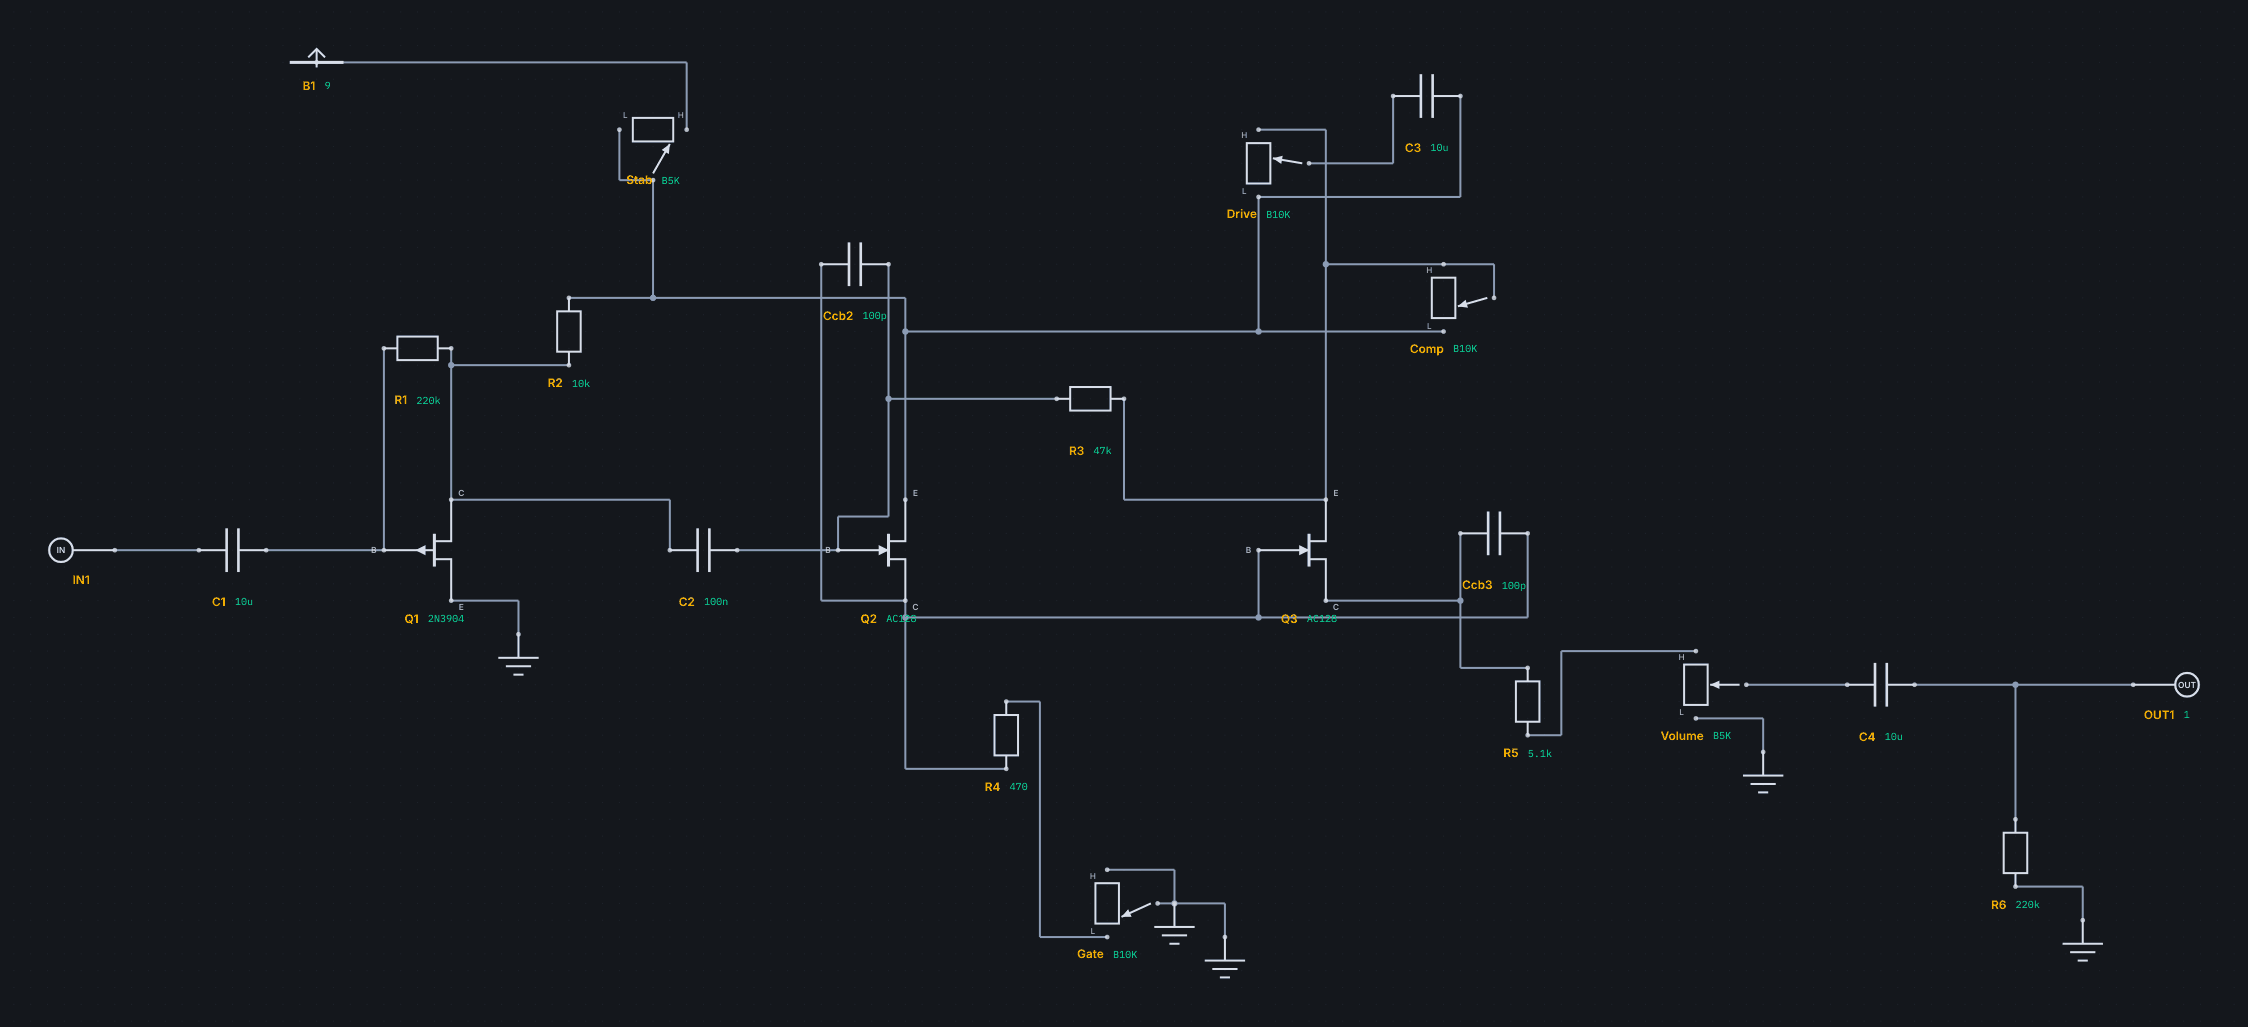 B1 9
L H
Stab B5K
H
L
Drive B10K
C3 10u
H
L
Comp B10K
Ccb2 100p
R1 220k
R2 10k
R3 47k
IN
IN1
C1 10u
B
C
E
Q1 2N3904
C2 100n
B
E
C
Q2 AC128
B
E
C
Q3 AC128
Ccb3 100p
R4 470
R5 5.1k
H
L
Volume B5K
C4 10u
OUT
OUT1 1
H
L
Gate B10K
R6 220k